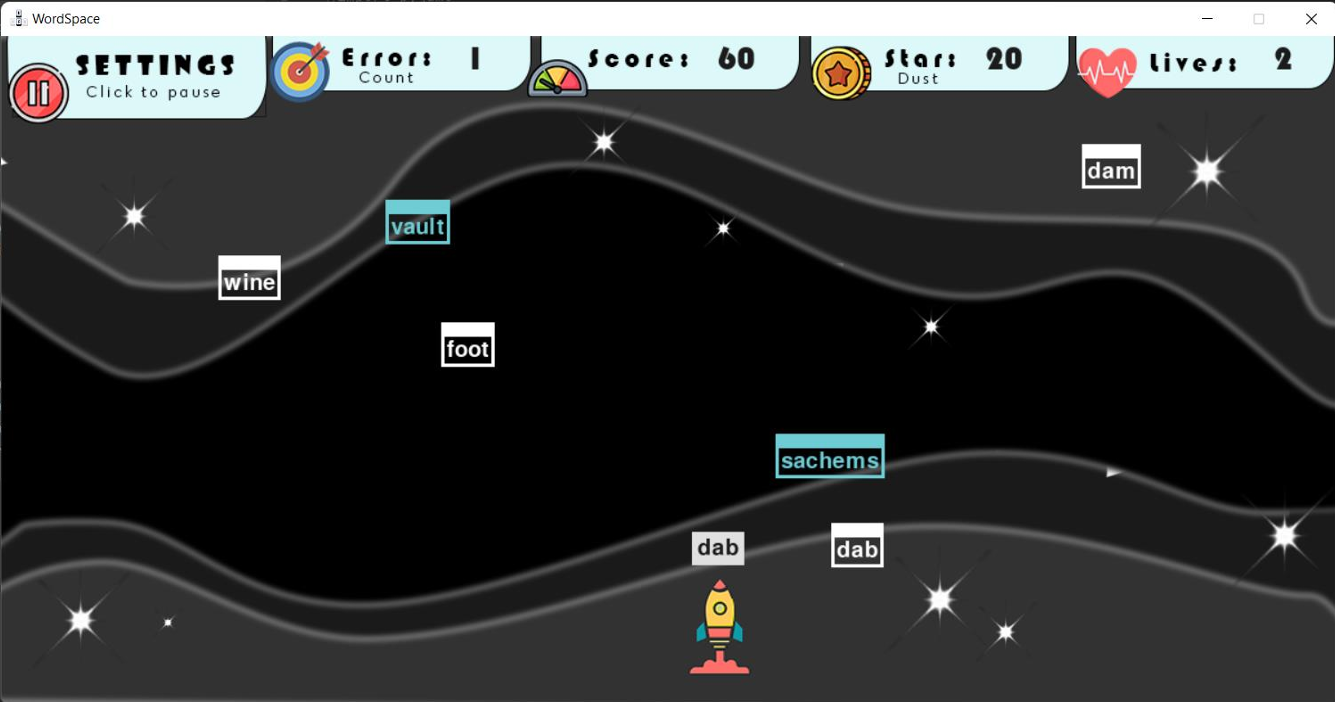 WordSpace
SETTINGS
Click to pause
Error: 1
Count
Score: 60
Star: 20
Dust
Lives: 2
dam
vault
wine
foot
sachems
dab
dab